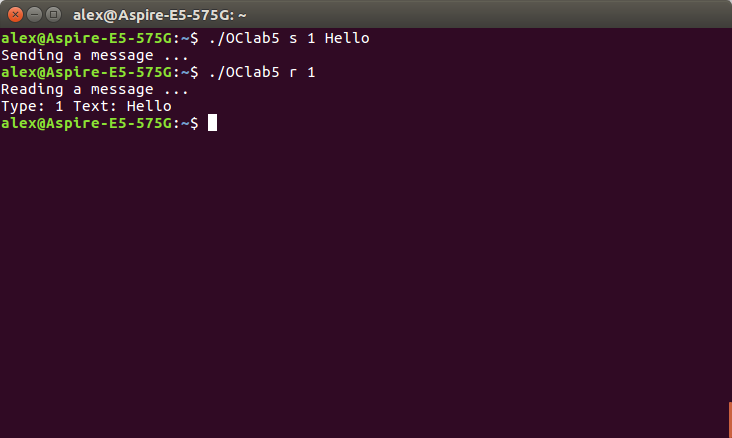 alex@Aspire-E5-575G: ~
alex@Aspire-E5-575G:~$ ./OClab5 s 1 Hello
Sending a message ...
alex@Aspire-E5-575G:~$ ./OClab5 r 1
Reading a message ...
Type: 1 Text: Hello
alex@Aspire-E5-575G:~$